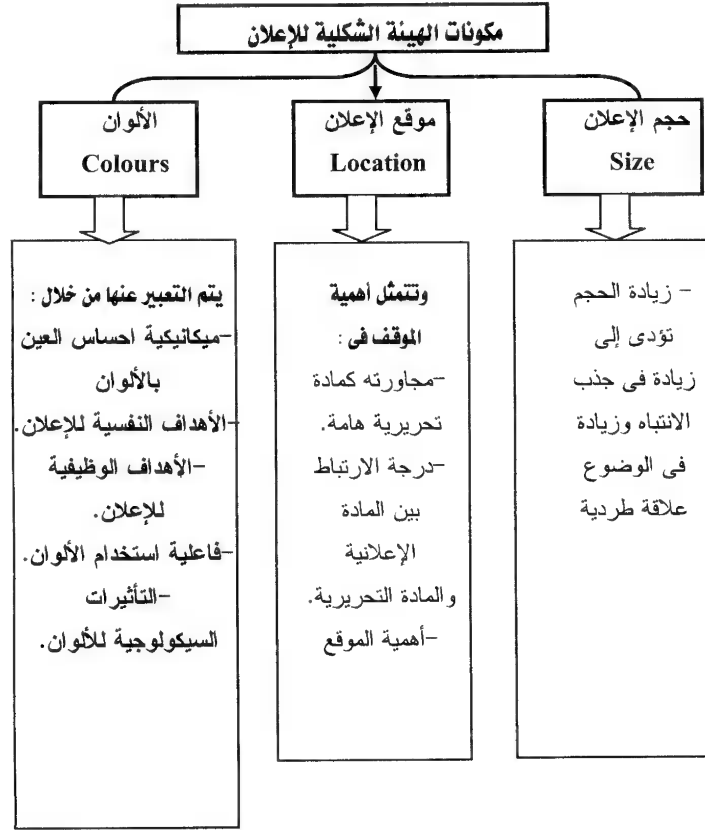 مكونات الهيئة الشكلية للإعلان
حجم الإعلان
Size
موقع الإعلان
Location
الألوان
Colours
– زيادة الحجم
تؤدى إلى
زيادة فى جذب
الانتباه وزيادة
فى الوضوع
علاقة طردية
وتتمثل أهمية
الموقف فى :
–مجاورته كمادة
تحريرية هامة.
–درجة الارتباط
بين المادة
الإعلانية
والمادة التحريرية.
–أهمية الموقع
يتم التعبير عنها من خلال :
–ميكانيكية احساس العين
بالألوان
–الأهداف النفسية للإعلان.
–الأهداف الوظيفية
للإعلان.
–فاعلية استخدام الألوان.
–التأثيرات
السيكولوجية للألوان.